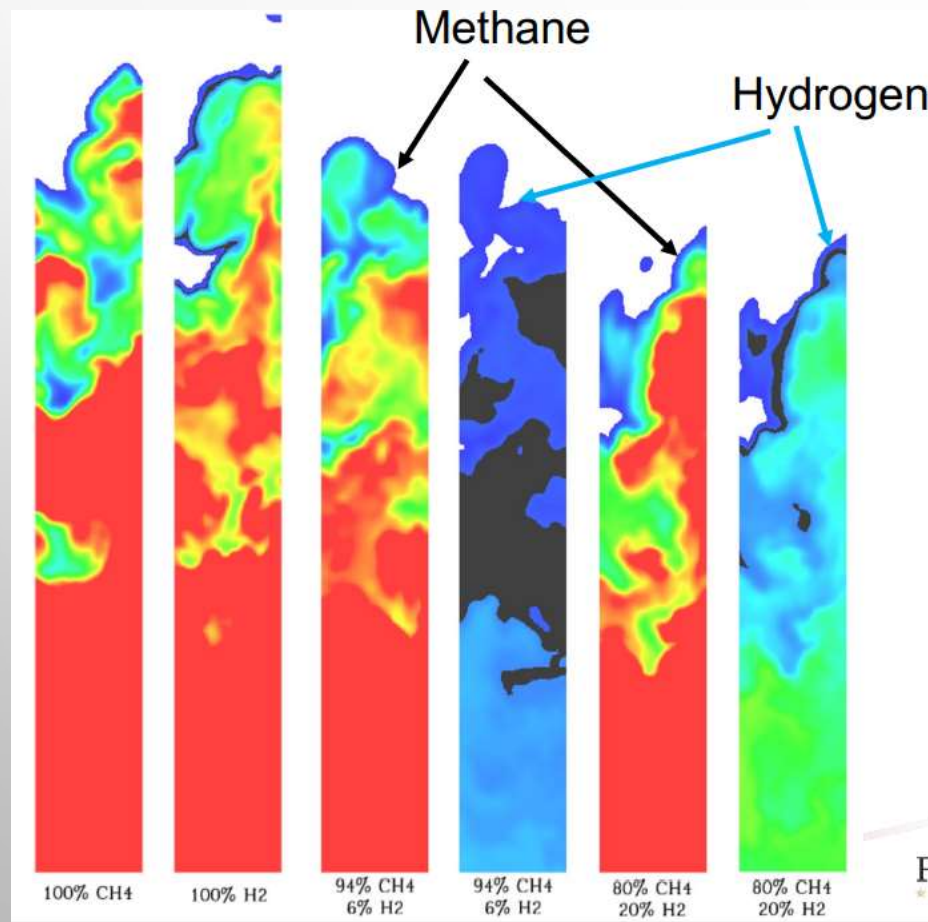 Methane
Hydrogen
100% CH4
100% H2
94% CH4
6% H2
94% CH4
6% H2
80% CH4
20% H2
80% CH4
20% H2